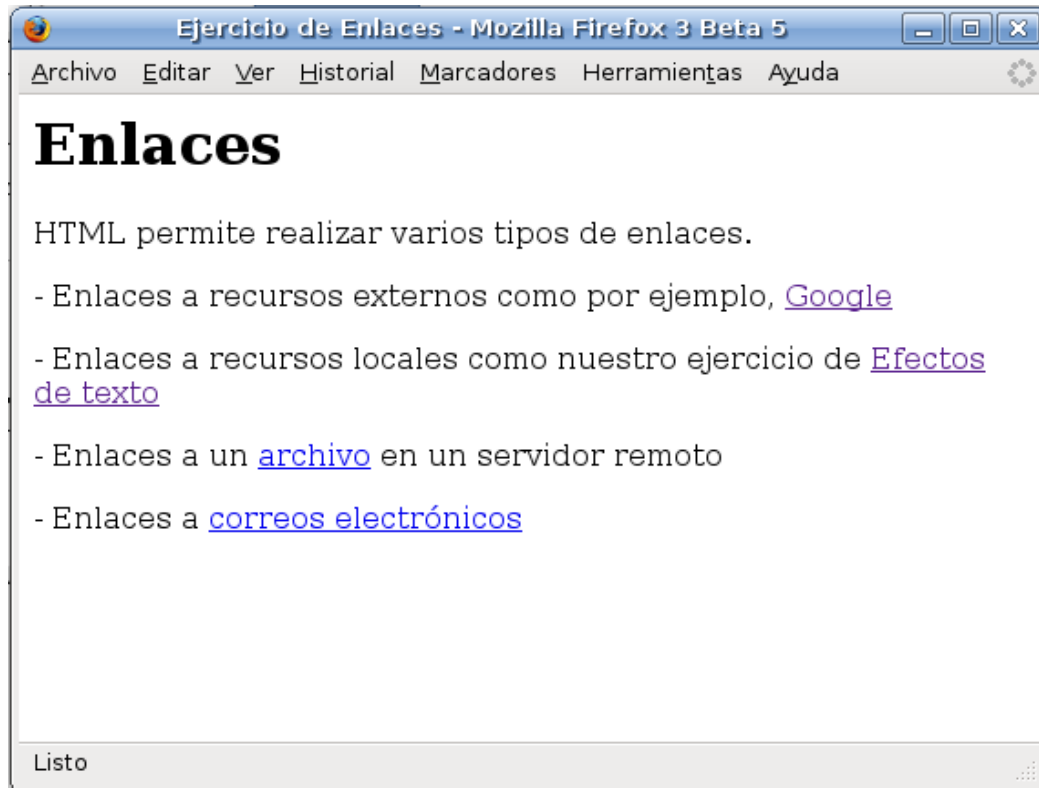 Ejercicio de Enlaces - Mozilla Firefox 3 Beta 5
Archivo Editar Ver Historial Marcadores Herramientas Ayuda
Enlaces
HTML permite realizar varios tipos de enlaces.
- Enlaces a recursos externos como por ejemplo, Google
- Enlaces a recursos locales como nuestro ejercicio de Efectos
de texto
- Enlaces a un archivo en un servidor remoto
- Enlaces a correos electrónicos
Listo